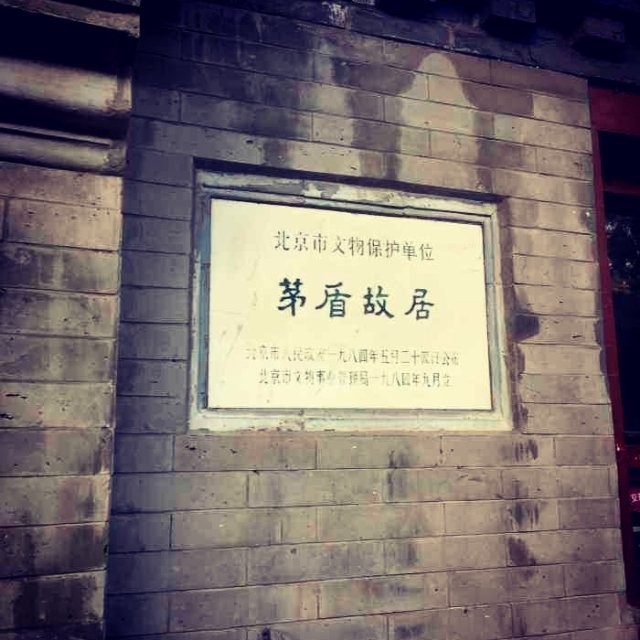 北京市文物保护单位
茅盾故居
北京市人民政府一九八四年五月二十四日公布
北京市文物事业管理局一九八四年九月立